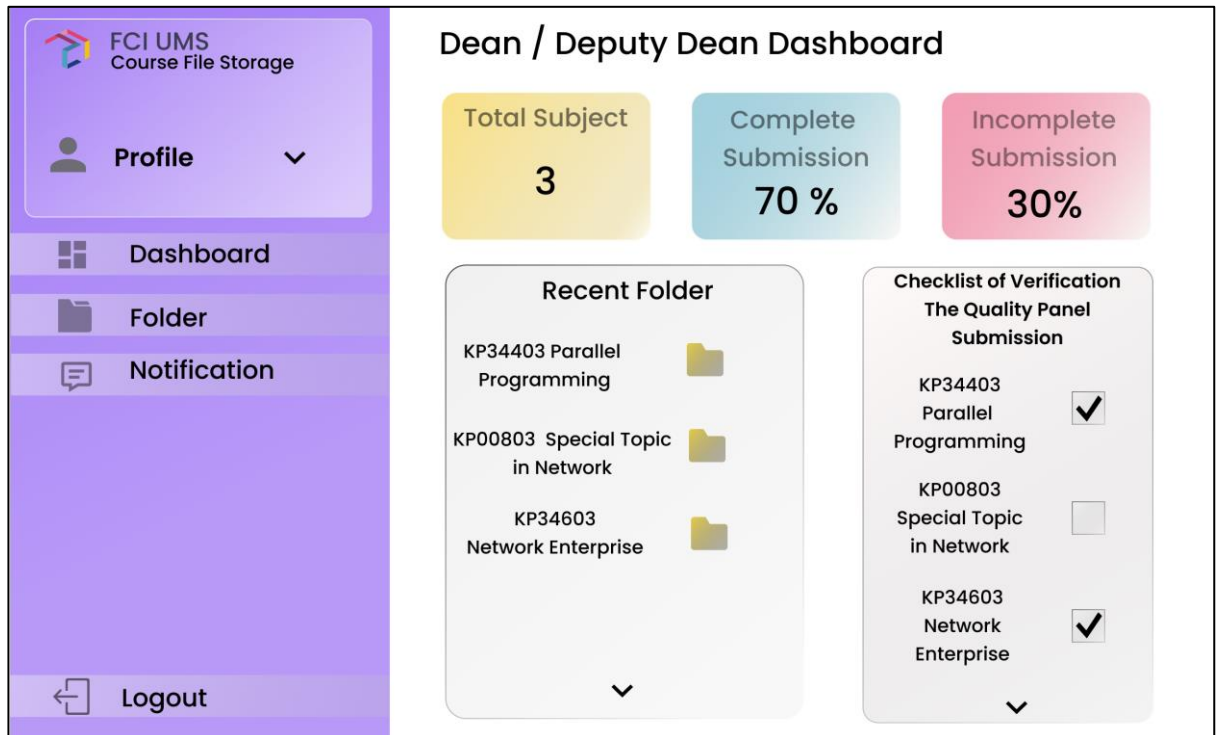 FCI UMS
Course File Storage
Profile
Dashboard
Folder
Notification
Logout
Dean / Deputy Dean Dashboard
Total Subject
3
Complete
Submission
70 %
Incomplete
Submission
30%
Recent Folder
KP34403 Parallel
Programming
KP00803 Special Topic
in Network
KP34603
Network Enterprise
Checklist of Verification
The Quality Panel
Submission
KP34403
Parallel
Programming
KP00803
Special Topic
in Network
KP34603
Network
Enterprise